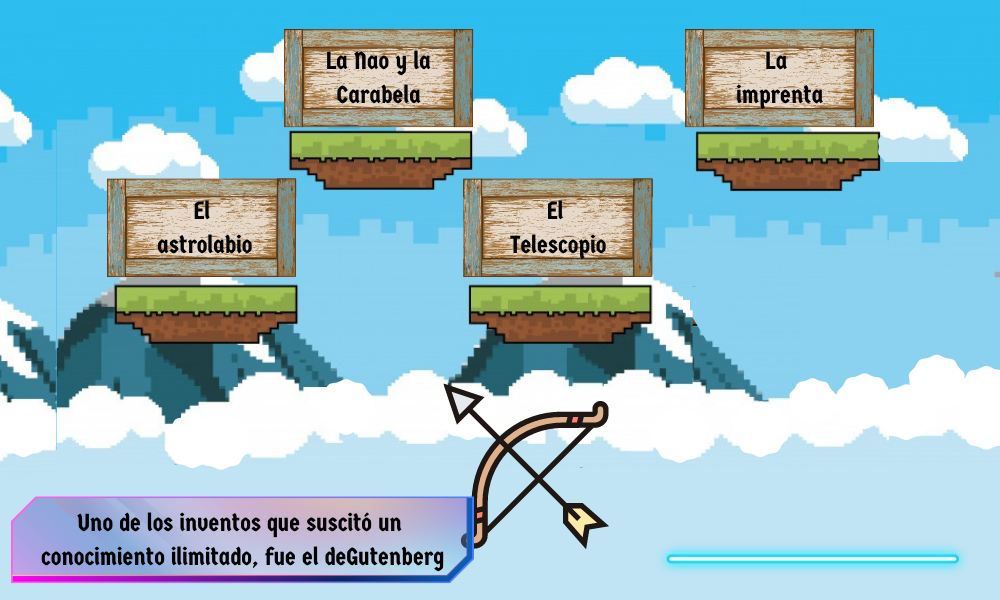 La Nao y la
Carabela
La
imprenta
El
astrolabio
El
Telescopio
Uno de los inventos que suscitó un
conocimiento ilimitado, fue el deGutenberg